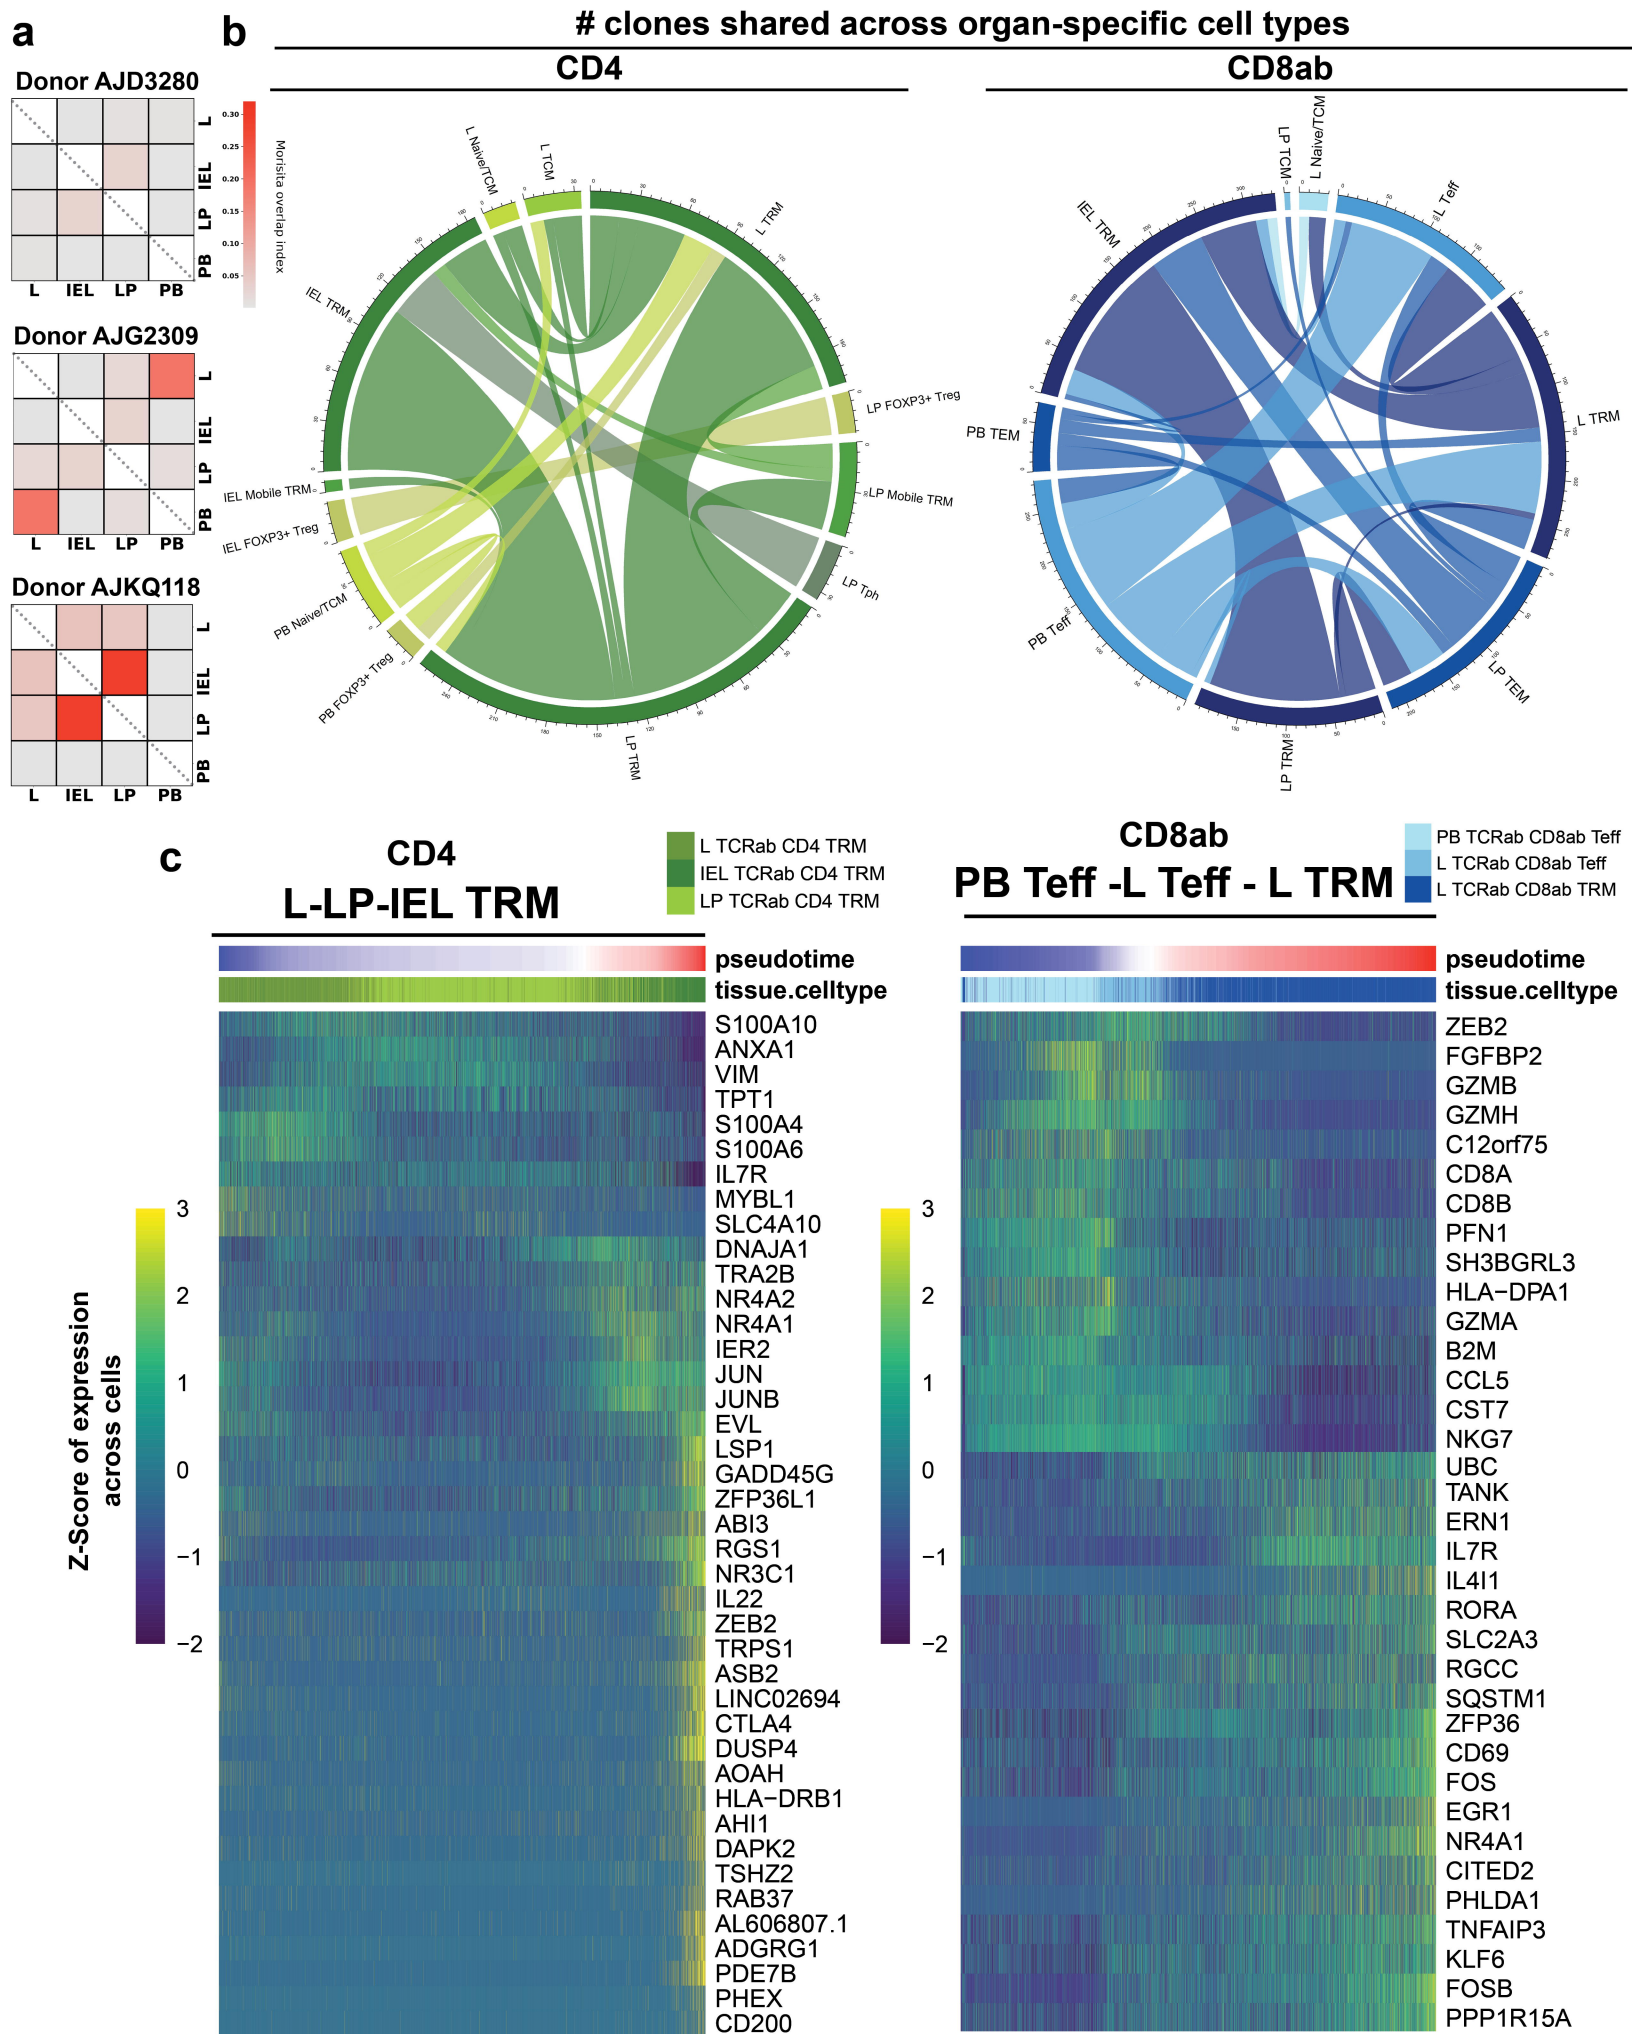 a
b
# clones shared across organ-specific cell types
CD4
CD8ab
Donor AJD3280
L
IEL
LP
PB
L IEL LP PB
0.30
0.25
0.20
0.15
0.10
0.05
Morisita overlap index
Donor AJG2309
L
IEL
LP
PB
L IEL LP PB
Donor AJKQ118
L
IEL
LP
PB
L IEL LP PB
L Naive/TCM
L TCM
L TRM
LP FOXP3+ Treg
LP Mobile TRM
LP Tph
LP TRM
PB FOXP3+ Treg
PB Naive/TCM
IEL FOXP3+ Treg
IEL Mobile TRM
IEL TRM
LP TCM
L Naive/TCM
L Teff
L TRM
LP TEM
LP TRM
PB Teff
PB TEM
IEL TRM
c
CD4
L-LP-IEL TRM
L TCRab CD4 TRM
IEL TCRab CD4 TRM
LP TCRab CD4 TRM
CD8ab
PB Teff -L Teff - L TRM
PB TCRab CD8ab Teff
L TCRab CD8ab Teff
L TCRab CD8ab TRM
pseudotime
tissue.celltype
S100A10
ANXA1
VIM
TPT1
S100A4
S100A6
IL7R
MYBL1
SLC4A10
DNAJA1
TRA2B
NR4A2
NR4A1
IER2
JUN
JUNB
EVL
LSP1
GADD45G
ZFP36L1
ABI3
RGS1
NR3C1
IL22
ZEB2
TRPS1
ASB2
LINC02694
CTLA4
DUSP4
AOAH
HLA−DRB1
AHI1
DAPK2
TSHZ2
RAB37
AL606807.1
ADGRG1
PDE7B
PHEX
CD200
Z-Score of expression
across cells
3
2
1
0
−1
−2
3
2
1
0
−1
−2
pseudotime
tissue.celltype
ZEB2
FGFBP2
GZMB
GZMH
C12orf75
CD8A
CD8B
PFN1
SH3BGRL3
HLA−DPA1
GZMA
B2M
CCL5
CST7
NKG7
UBC
TANK
ERN1
IL7R
IL4I1
RORA
SLC2A3
RGCC
SQSTM1
ZFP36
CD69
FOS
EGR1
NR4A1
CITED2
PHLDA1
TNFAIP3
KLF6
FOSB
PPP1R15A